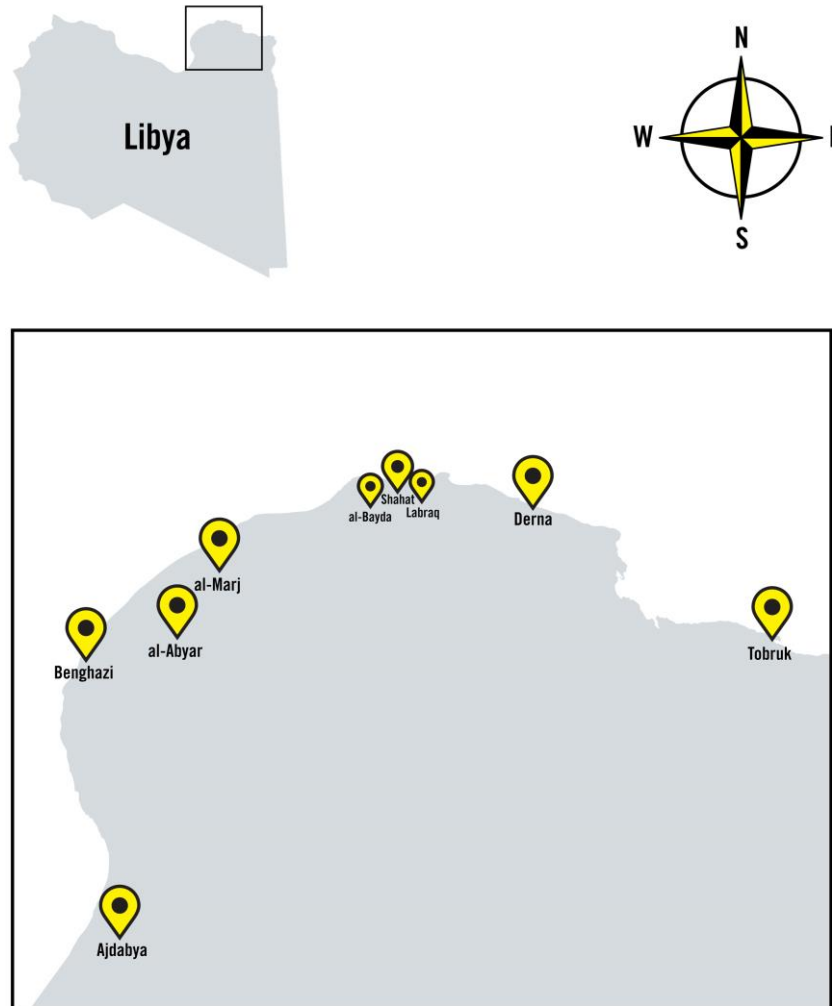 Libya
N
W
S
Shahat
al-Bayda
Labraq
Derna
al-Marj
al-Abyar
Benghazi
Tobruk
Ajdabya